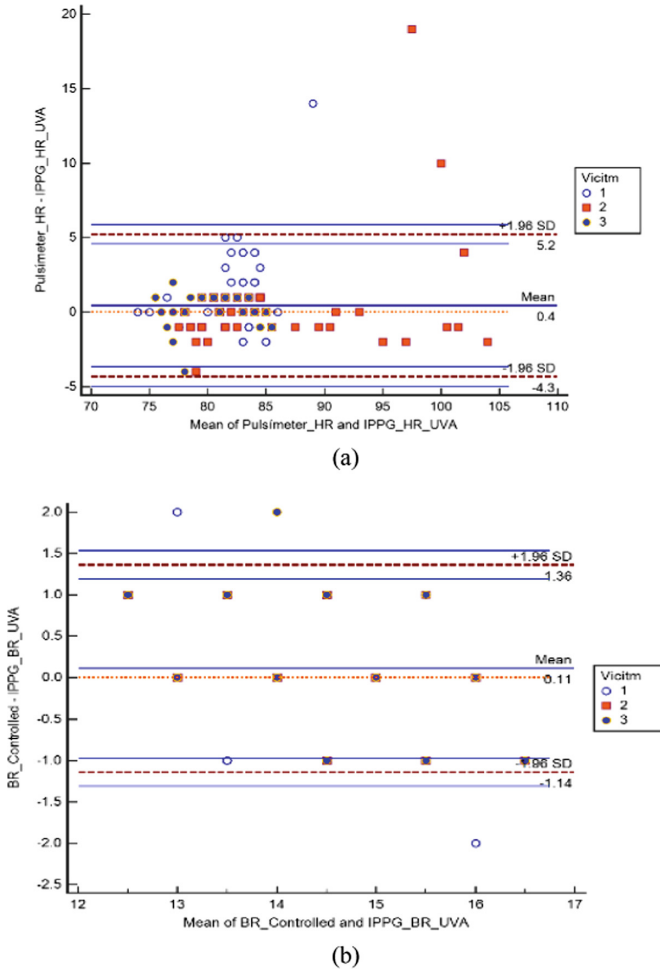 20
15
10
5
0
-5
Pulsimeter_HR - IPPG_HR_UVA
+1.96 SD
5.2
Mean
0.4
-1.96 SD
-4.3
70 75 80 85 90 95 100 105 110
Mean of Pulsímeter_HR and IPPG_HR_UVA
Vicitm
1
2
3
(a)
2.0
1.5
1.0
0.5
0.0
-0.5
-1.0
-1.5
-2.0
-2.5
BR_Controlled - IPPG_BR_UVA
+1.96 SD
1.36
Mean
0.11
-1.96 SD
-1.14
12 13 14 15 16 17
Mean of BR_Controlled and IPPG_BR_UVA
Vicitm
1
2
3
(b)